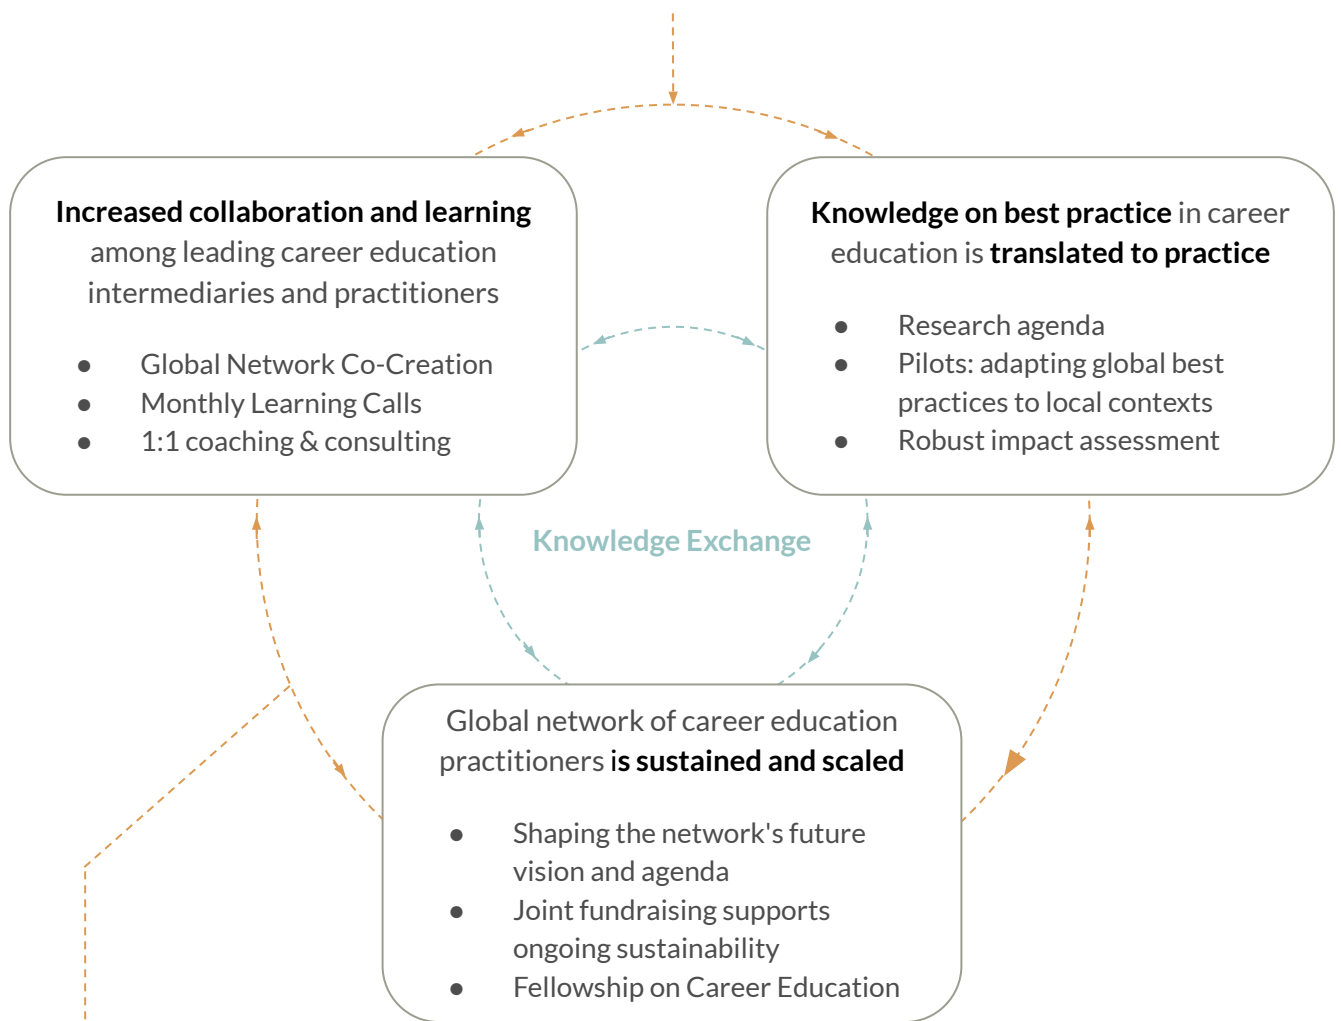 Increased collaboration and learning
among leading career education
intermediaries and practitioners
● Global Network Co-Creation
● Monthly Learning Calls
● 1:1 coaching & consulting
Knowledge on best practice in career
education is translated to practice
● Research agenda
● Pilots: adapting global best
practices to local contexts
● Robust impact assessment
Knowledge Exchange
Global network of career education
practitioners is sustained and scaled
● Shaping the network's future
vision and agenda
● Joint fundraising supports
ongoing sustainability
● Fellowship on Career Education